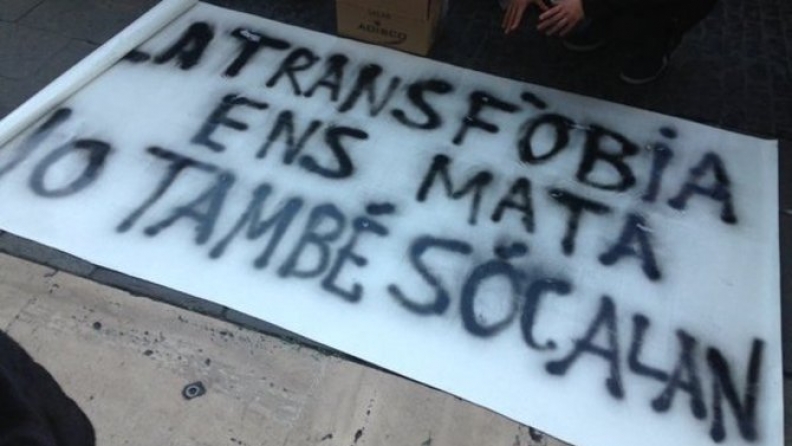 LA TRANSFÒBiA
ENS MATA
JO TAMBÉ SÓC ALAN